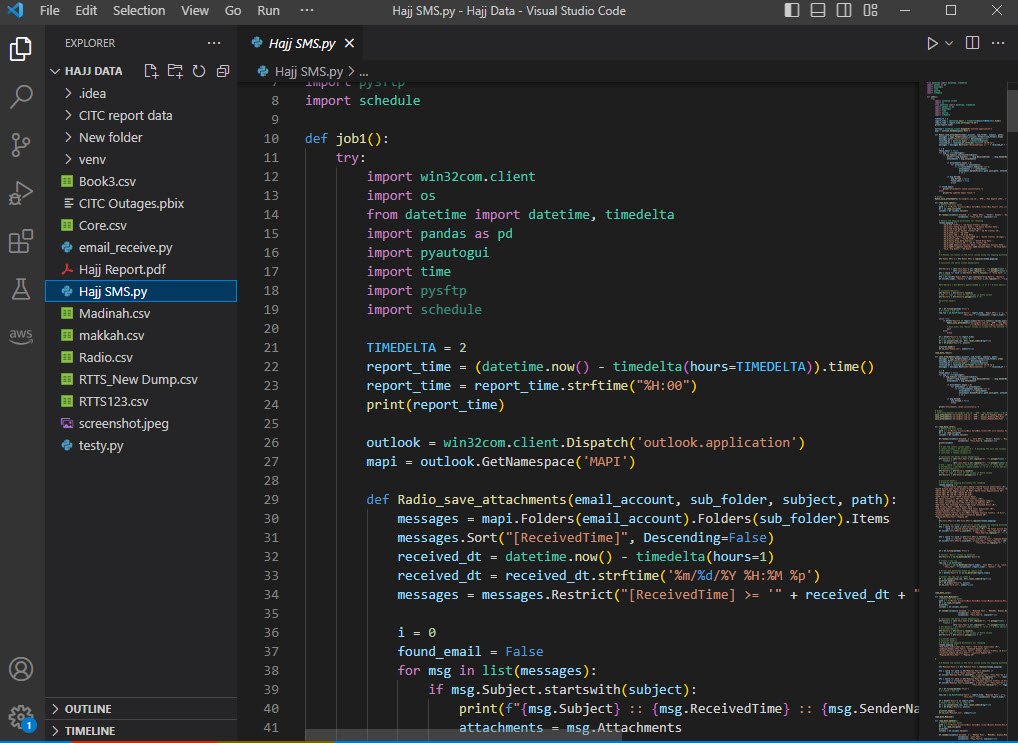 File Edit Selection View Go Run ··· Hajj SMS.py - Hajj Data - Visual Studio Code
EXPLORER ···
HAJJ DATA
.idea
CITC report data
New folder
venv
Book3.csv
CITC Outages.pbix
Core.csv
email_receive.py
Hajj Report.pdf
Hajj SMS.py
Madinah.csv
makkah.csv
Radio.csv
RTTS_New Dump.csv
RTTS123.csv
screenshot.jpeg
testy.py
OUTLINE
TIMELINE
aws
1
Hajj SMS.py
Hajj SMS.py > ...
7 import pysftp
8 import schedule
9
10 def job1():
11 try:
12 import win32com.client
13 import os
14 from datetime import datetime, timedelta
15 import pandas as pd
16 import pyautogui
17 import time
18 import pysftp
19 import schedule
20
21 TIMEDELTA = 2
22 report_time = (datetime.now() - timedelta(hours=TIMEDELTA)).time()
23 report_time = report_time.strftime("%H:00")
24 print(report_time)
25
26 outlook = win32com.client.Dispatch('outlook.application')
27 mapi = outlook.GetNamespace('MAPI')
28
29 def Radio_save_attachments(email_account, sub_folder, subject, path):
30 messages = mapi.Folders(email_account).Folders(sub_folder).Items
31 messages.Sort("[ReceivedTime]", Descending=False)
32 received_dt = datetime.now() - timedelta(hours=1)
33 received_dt = received_dt.strftime('%m/%d/%Y %H:%M %p')
34 messages = messages.Restrict("[ReceivedTime] >= '" + received_dt + "
35
36 i = 0
37 found_email = False
38 for msg in list(messages):
39 if msg.Subject.startswith(subject):
40 print(f"{msg.Subject} :: {msg.ReceivedTime} :: {msg.SenderNa
41 attachments = msg.Attachments